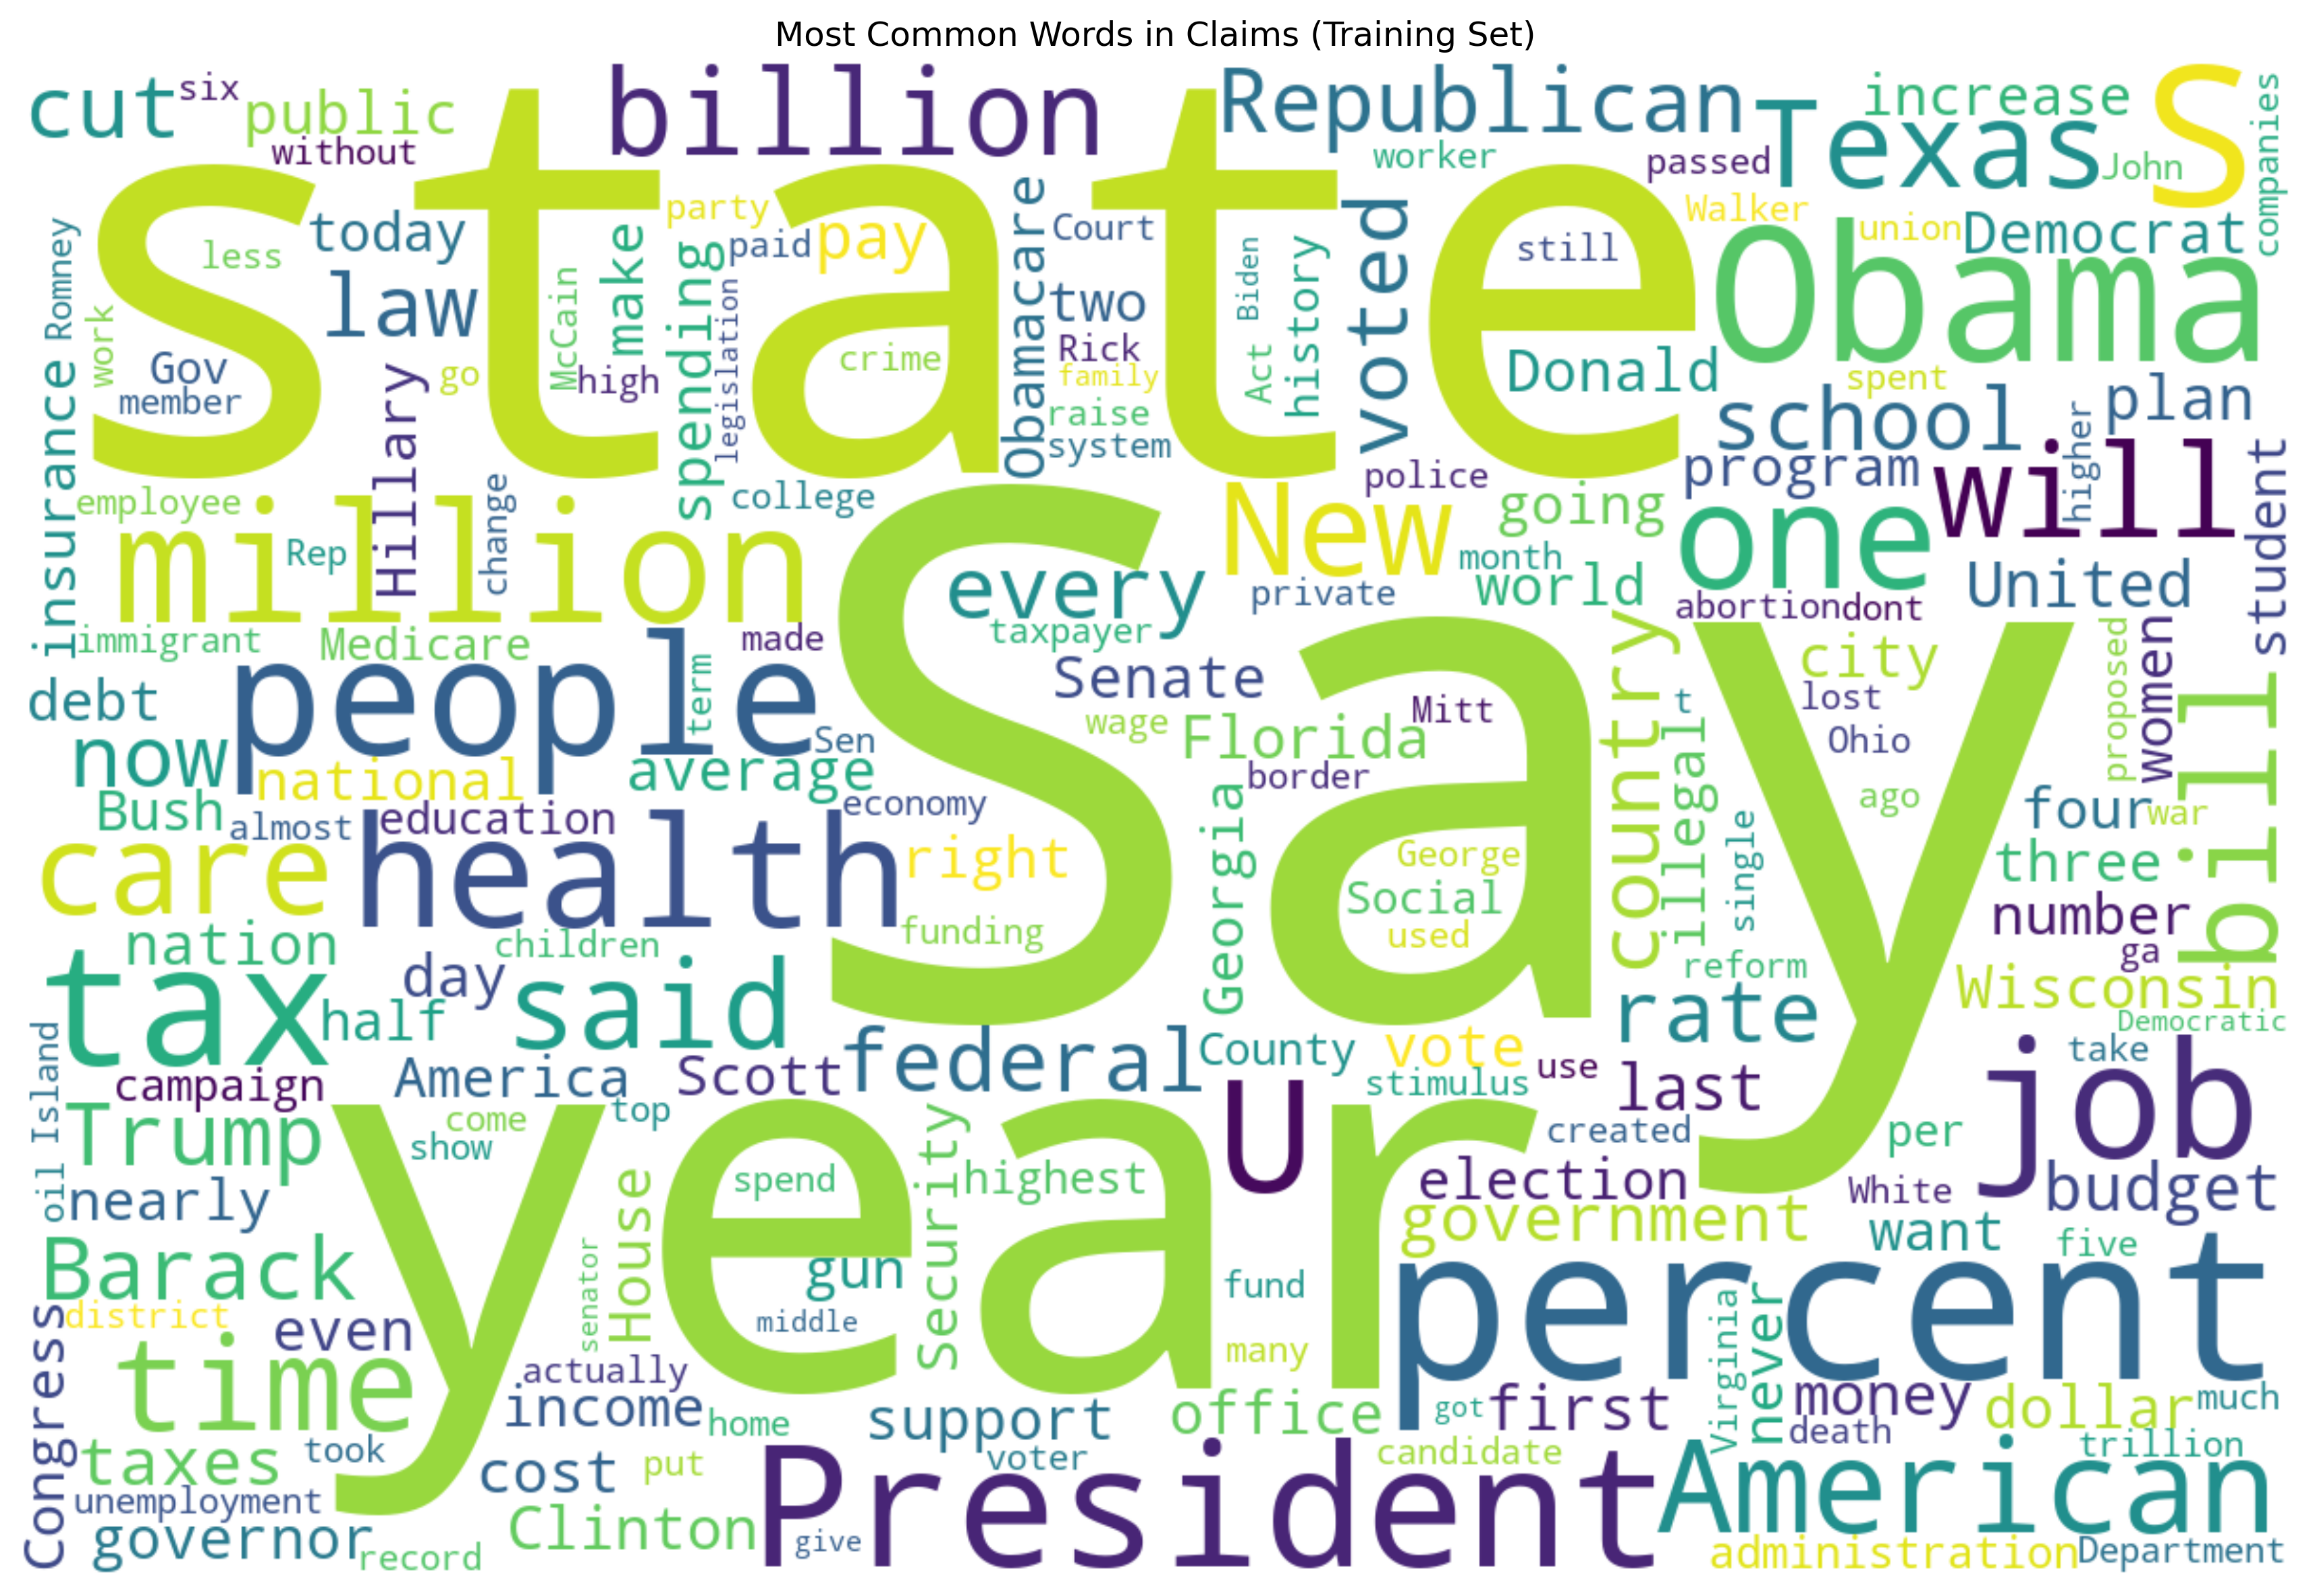 Most Common Words in Claims (Training Set)
cut
six
public
without
billion
Republican
worker
passed
Texas
increase
John
S
companies
state
today
less
law
Romney
work
Gov
member
insurance
Hillary
go
McCain
high
make
party
paid
pay
spending
legislation
crime
Obamacare
Court
two
Rick
family
raise
system
Biden
Act
history
voted
still
Walker
union
Democrat
Obama
Donald
spent
school
plan
program
higher
will
student
employee
million
Rep
change
college
Say
every
taxpayer
New
police
private
going
month
world
one
abortion
dont
United
immigrant
Medicare
made
people
term
debt
now
national
Sen
average
Bush
almost
education
economy
Senate
wage
Florida
Mitt
border
country
illegal
t
city
lost
Ohio
ago
proposed
women
bill
four
war
three
single
care
health
right
funding
Georgia
George
Social
used
number
ga
reform
Wisconsin
Democratic
nation
children
tax
half
day
said
rate
America
Scott
federal
County
vote
stimulus
use
last
take
job
Island
oil
campaign
Trump
come
show
top
year
U
created
per
nearly
House
spend
Security
highest
election
White
budget
government
want
five
Barack
senator
gun
middle
fund
percent
district
Congress
even
time
actually
many
Virginia
never
income
home
support
office
got
first
money
death
dollar
much
taxes
took
cost
put
voter
candidate
trillion
unemployment
governor
record
Clinton
President
give
American
administration
Department